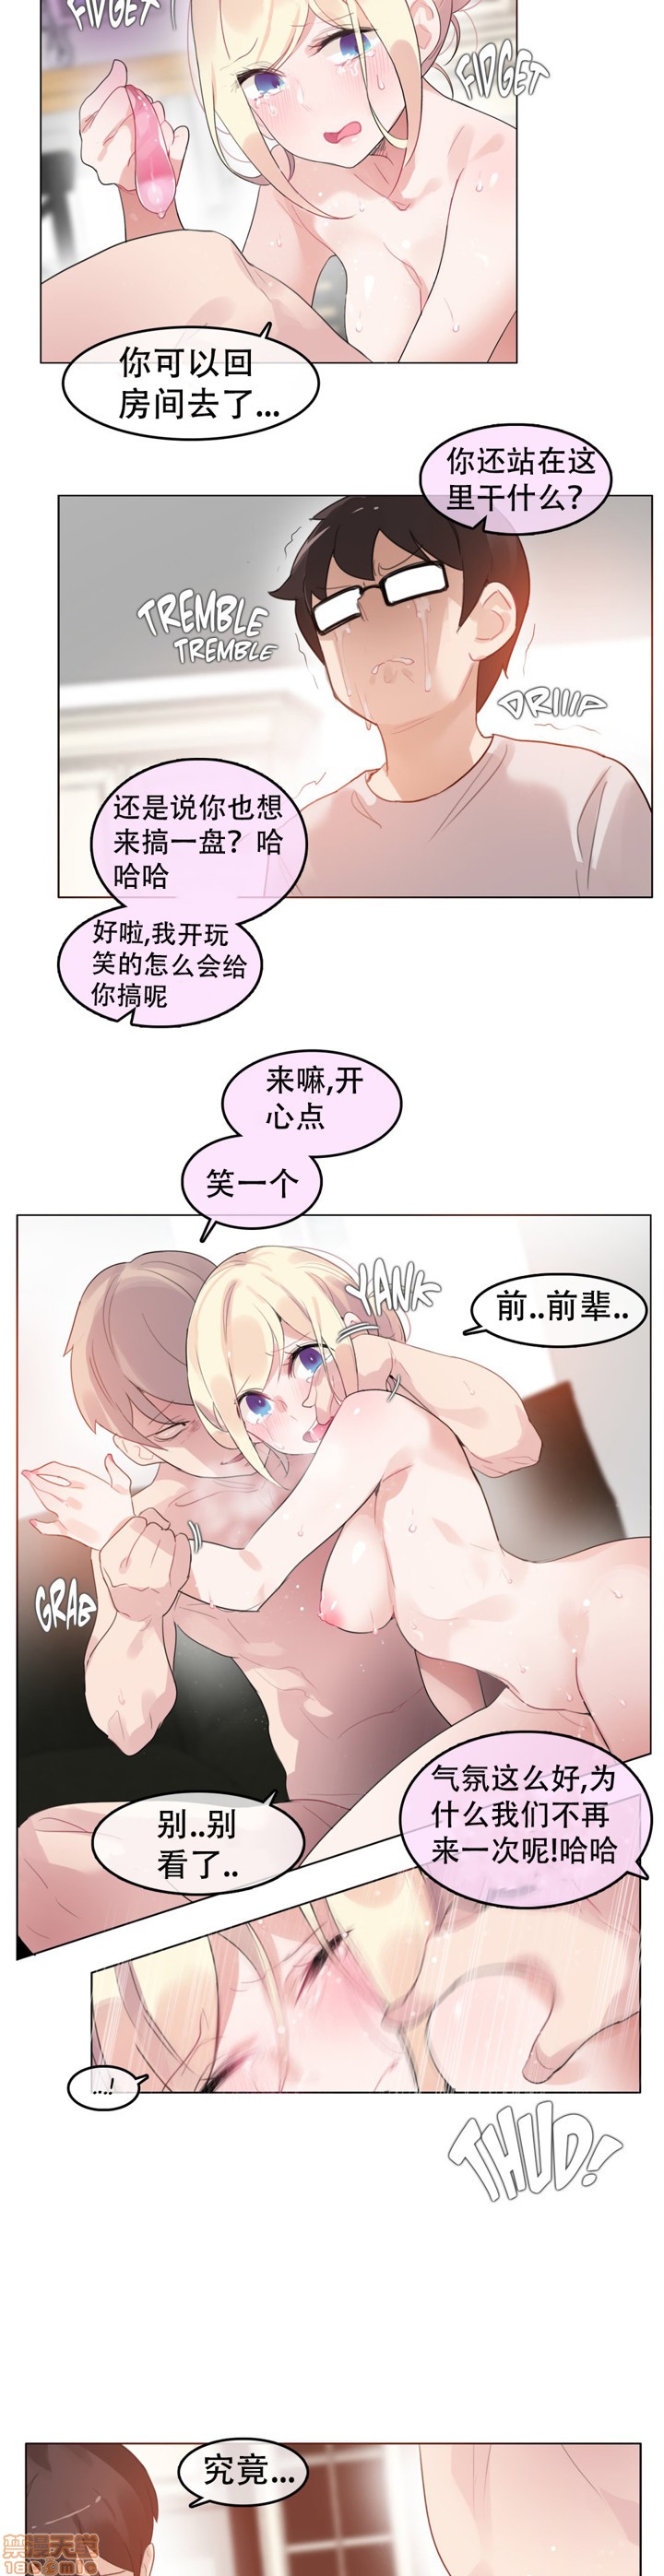 FIDGET
FIDGET
你可以回
房间去了...
你还站在这
里干什么?
TREMBLE
TREMBLE
DRIIIP
还是说你也想
来搞一盘?哈
哈哈
好啦,我开玩
笑的怎么会给
你搞呢
来嘛,开
心点
笑一个
YANK
前..前辈..
GRAB
别..别
看了..
气氛这么好,为
什么我们不再
来一次呢!哈哈
....!
THUD!
究竟...
禁漫天堂